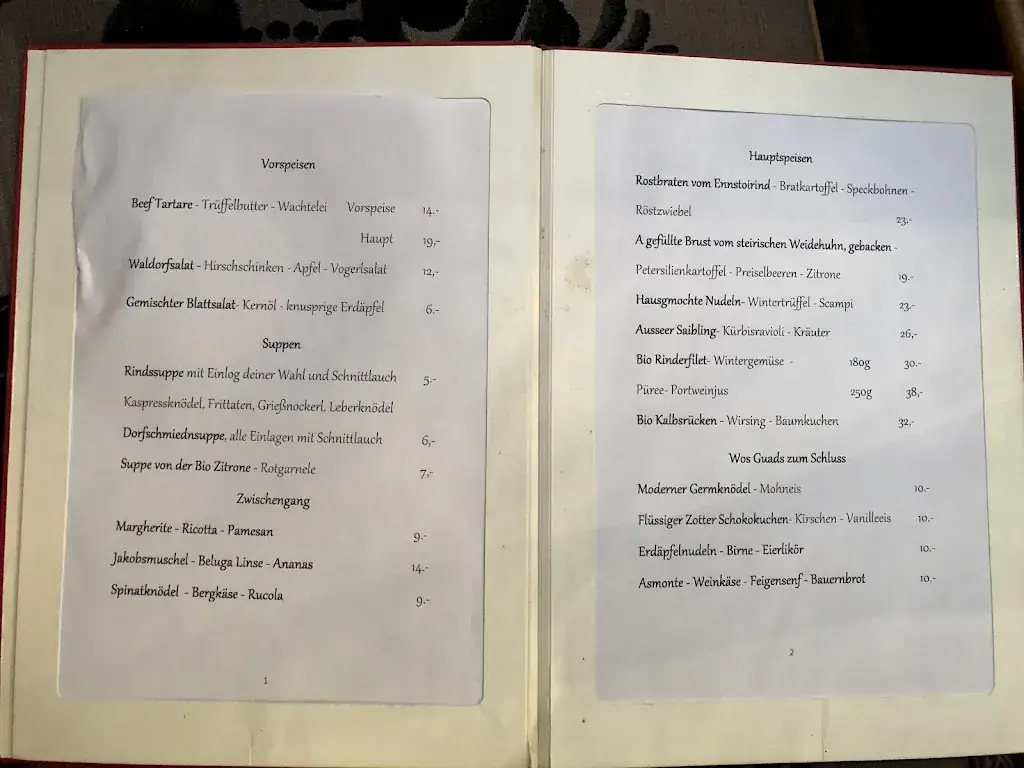 Vorspeisen
Beef Tartare - Trüffelbutter - Wachtelei Vorspeise 14.-
Haupt 19,-
Waldorfsalat - Hirschschinken - Apfel - Vogerlsalat 12,-
Gemischter Blattsalat- Kernöl - knusprige Erdäpfel 6.-
Suppen
Rindssuppe mit Einlog deiner Wahl und Schnittlauch 5.-
Kaspressknödel, Frittaten, Grießnockerl, Leberknödel
Dorfschmiednsuppe, alle Einlagen mit Schnittlauch 6,-
Suppe von der Bio Zitrone - Rotgarnele 7,-
Zwischengang
Margherite - Ricotta - Pamesan 9.-
Jakobsmuschel - Beluga Linse - Ananas 14.-
Spinatknödel - Bergkäse - Rucola 9.-
1
Hauptspeisen
Rostbraten vom Ennstoirind - Bratkartoffel - Speckbohnen -
Röstzwiebel 23.-
A gefüllte Brust vom steirischen Weidehuhn, gebacken -
Petersilienkartoffel - Preiselbeeren - Zitrone 19.-
Hausgmochte Nudeln- Wintertrüffel - Scampi 23.-
Ausseer Saibling- Kürbisravioli - Kräuter 26,-
Bio Rinderfilet- Wintergemüse - 180g 30.-
Püree- Portweinjus 250g 38,-
Bio Kalbsrücken - Wirsing - Baumkuchen 32,-
Wos Guads zum Schluss
Moderner Germknödel - Mohneis 10.-
Flüssiger Zotter Schokokuchen- Kirschen - Vanilleeis 10.-
Erdäpfelnudeln - Birne - Eierlikör 10.-
Asmonte - Weinkäse - Feigensenf - Bauernbrot 10.-
2